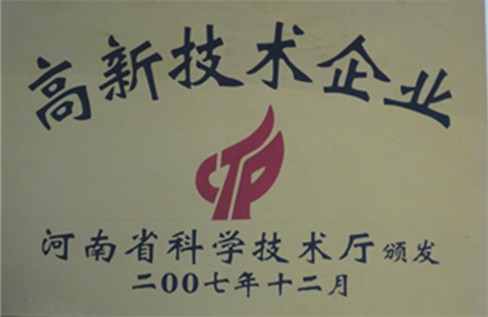 高新技术企业
CTP
河南省科学技术厅颁发
二00七年十二月